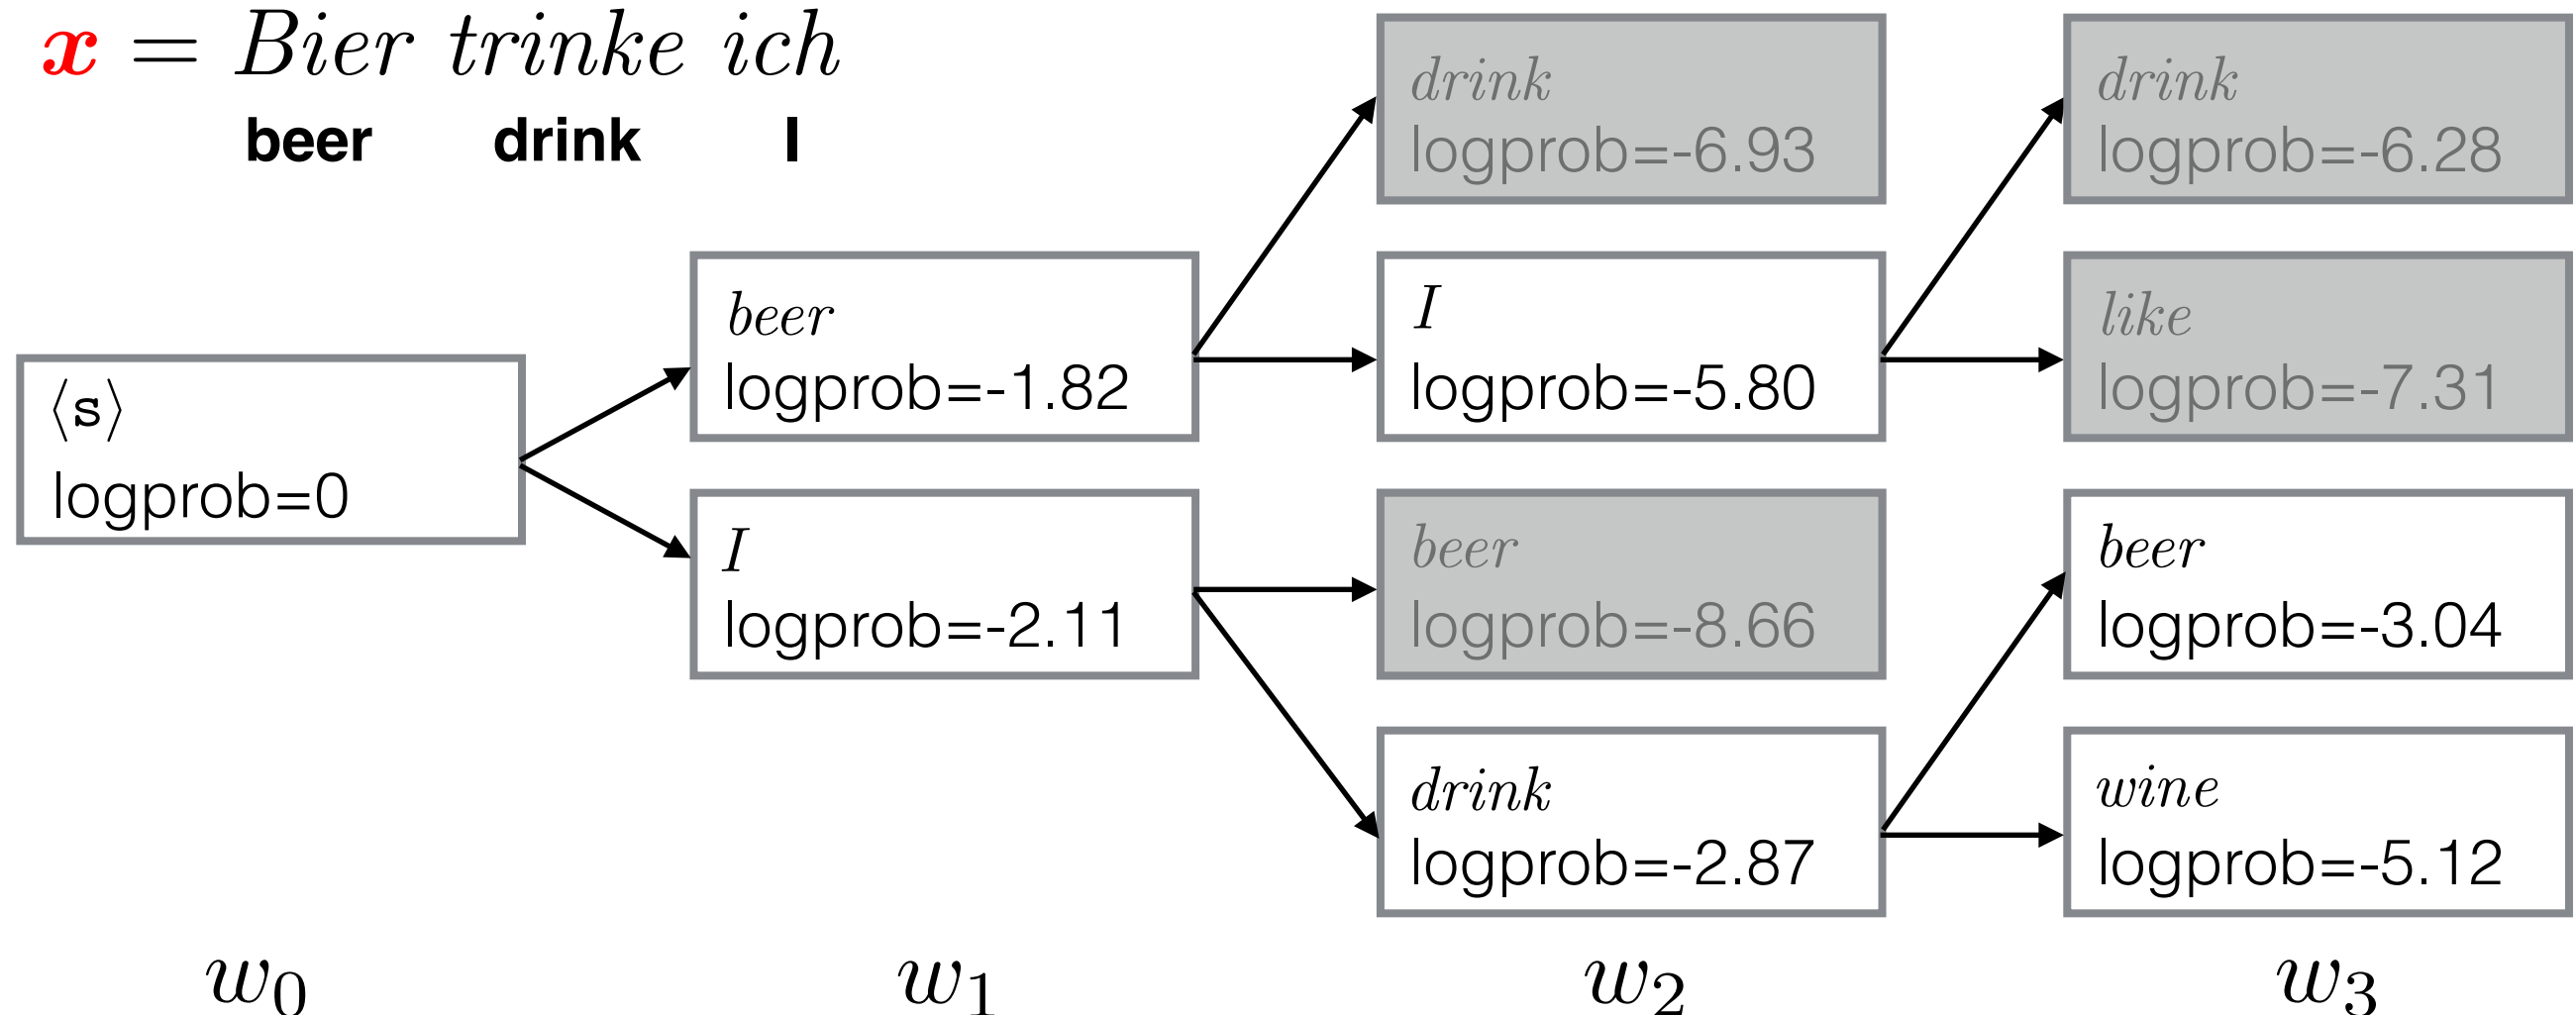 x = Bier trinke ich
beer drink I
⟨s⟩
logprob=0
beer
logprob=-1.82
I
logprob=-2.11
drink
logprob=-6.93
I
logprob=-5.80
beer
logprob=-8.66
drink
logprob=-2.87
drink
logprob=-6.28
like
logprob=-7.31
beer
logprob=-3.04
wine
logprob=-5.12
w₀ w₁ w₂ w₃